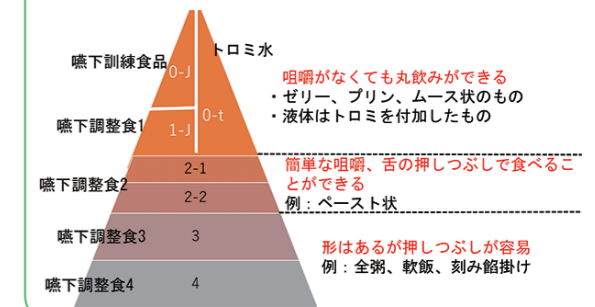 トロミ水
嚥下訓練食品
0-J
咀嚼がなくても丸飲みができる
・ゼリー、プリン、ムース状のもの
0-t
・液体はトロミを付加したもの
嚥下調整食1
1-J
2-1
簡単な咀嚼、舌の押しつぶしで食べるこ
とができる
嚥下調整食2
2-2
例：ペースト状
嚥下調整食3
3
形はあるが押しつぶしが容易
例：全粥、軟飯、刻み餡掛け
嚥下調整食4
4